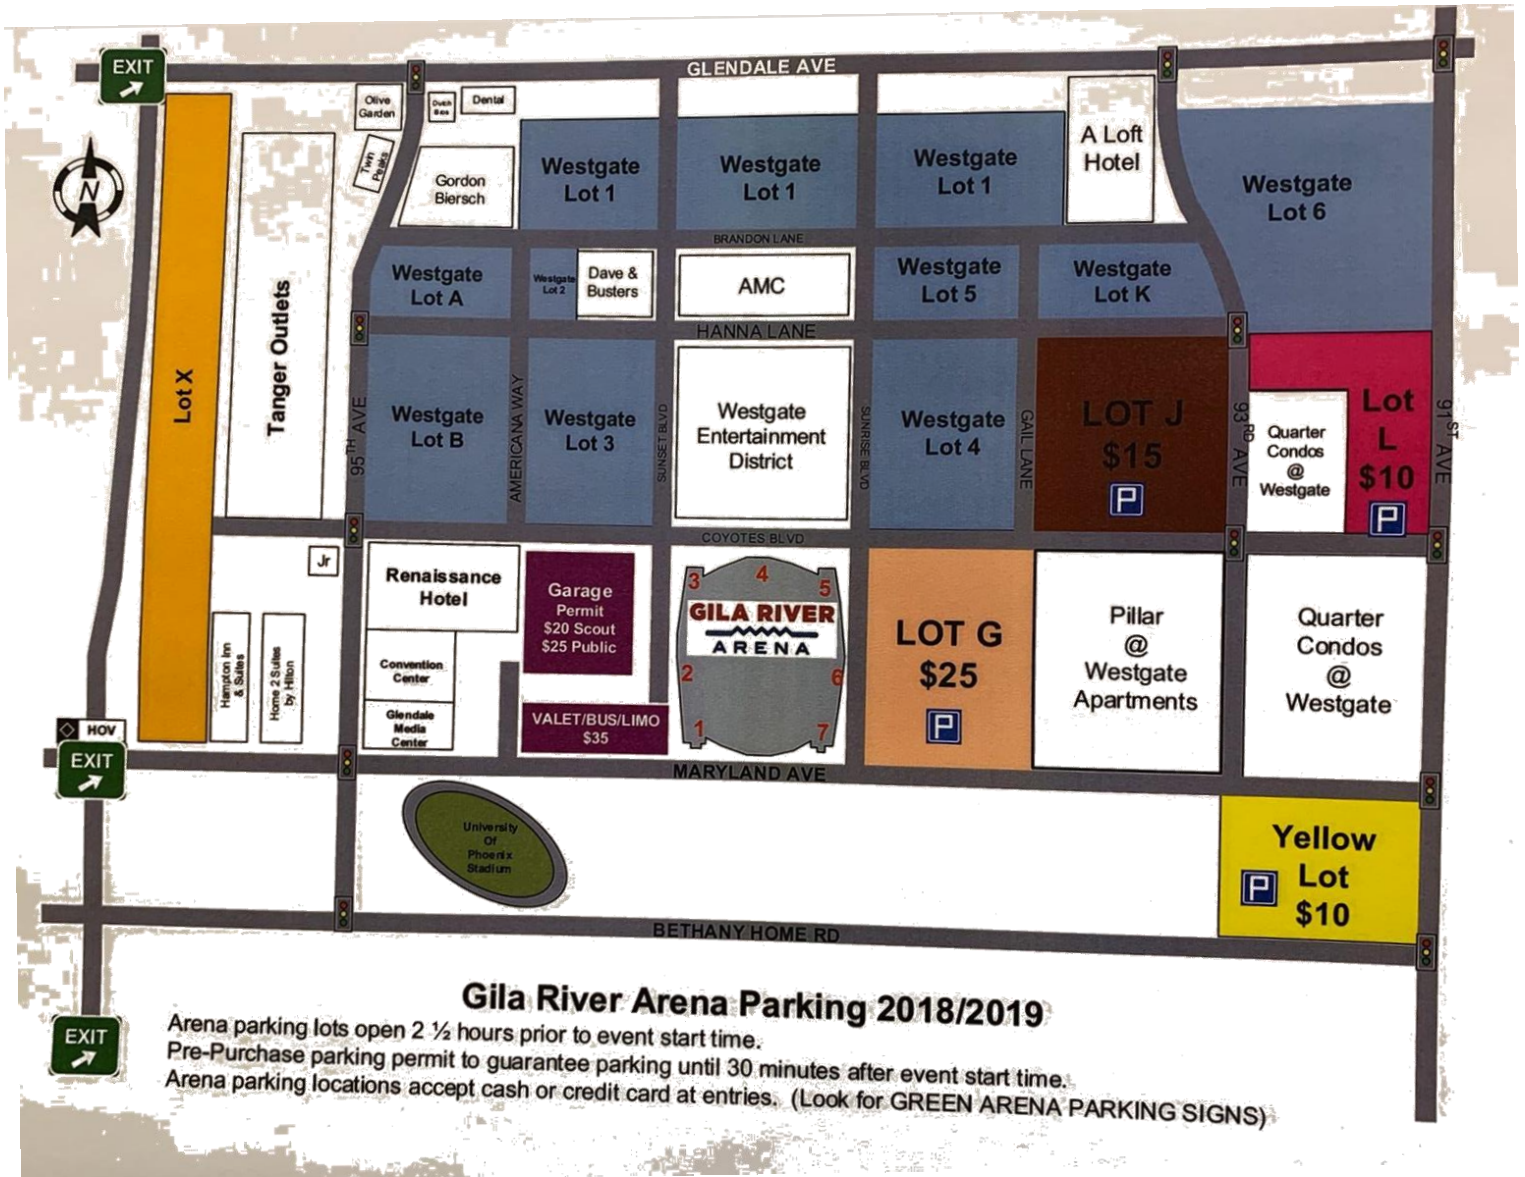 EXIT
GLENDALE AVE
Olive
Garden
Dutch
Bros
Dental
Twin
Peaks
Gordon
Biersch
Westgate
Lot 1
Westgate
Lot 1
Westgate
Lot 1
A Loft
Hotel
Westgate
Lot 6
N
BRANDON LANE
Westgate
Lot A
Westgate
Lot 2
Dave &
Busters
AMC
Westgate
Lot 5
Westgate
Lot K
HANNA LANE
Lot X
Tanger Outlets
95TH AVE
Westgate
Lot B
AMERICANA WAY
Westgate
Lot 3
SUNSET BLVD
Westgate
Entertainment
District
SUNRISE BLVD
Westgate
Lot 4
GAIL LANE
LOT J
$15
P
93RD AVE
Quarter
Condos
@
Westgate
Lot
L
$10
P
91ST AVE
COYOTES BLVD
Jr
Renaissance
Hotel
Garage
Permit
$20 Scout
$25 Public
3
4
5
GILA RIVER
ARENA
2
6
1
7
LOT G
$25
P
Pillar
@
Westgate
Apartments
Quarter
Condos
@
Westgate
Hampton Inn
& Suites
Home 2 Suites
by Hilton
Convention
Center
Glendale
Media
Center
VALET/BUS/LIMO
$35
HOV
EXIT
MARYLAND AVE
University
Of
Phoenix
Stadium
Yellow
Lot
$10
P
BETHANY HOME RD
EXIT
Gila River Arena Parking 2018/2019
Arena parking lots open 2 ½ hours prior to event start time.
Pre-Purchase parking permit to guarantee parking until 30 minutes after event start time.
Arena parking locations accept cash or credit card at entries. (Look for GREEN ARENA PARKING SIGNS)